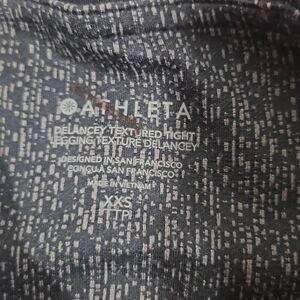 ATHLETA
DELANCEY TEXTURED TIGHT
LEGGING TEXTURE DELANCEY
DESIGNED IN SAN FRANCISCO
CONÇU À SAN FRANCISCO
MADE IN VIETNAM
XXS
TTP